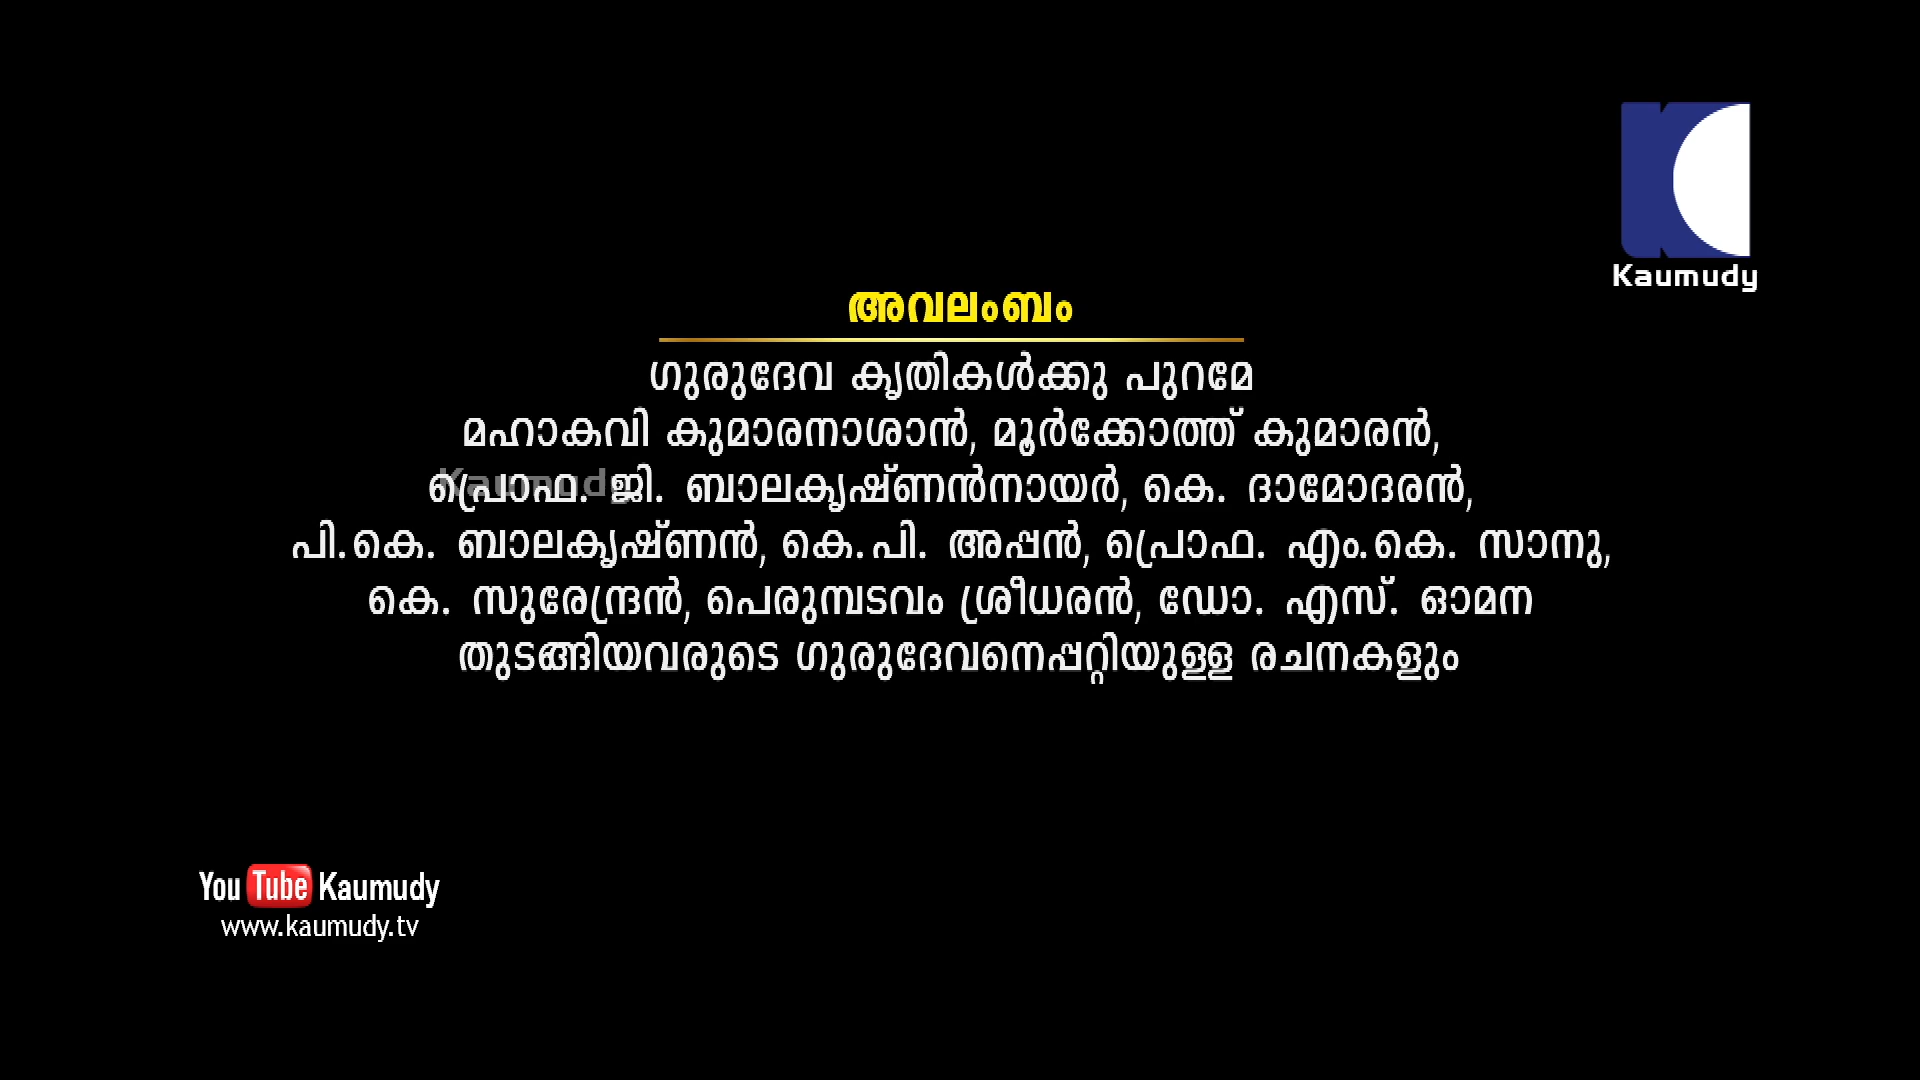 Kaumudy
അവലംബം
ഗുരുദേവ കൃതികൾക്കു പുറമേ
മഹാകവി കുമാരനാശാൻ, മൂർക്കോത്ത് കുമാരൻ,
Kaumudy
പ്രൊഫ. ജി. ബാലകൃഷ്ണൻനായർ, കെ. ദാമോദരൻ,
പി.കെ. ബാലകൃഷ്ണൻ, കെ.പി. അപ്പൻ, പ്രൊഫ. എം.കെ. സാനു,
കെ. സുരേന്ദ്രൻ, പെരുമ്പടവം ശ്രീധരൻ, ഡോ. എസ്. ഓമന
തുടങ്ങിയവരുടെ ഗുരുദേവനെപ്പറ്റിയുള്ള രചനകളും
You Tube Kaumudy
www.kaumudy.tv